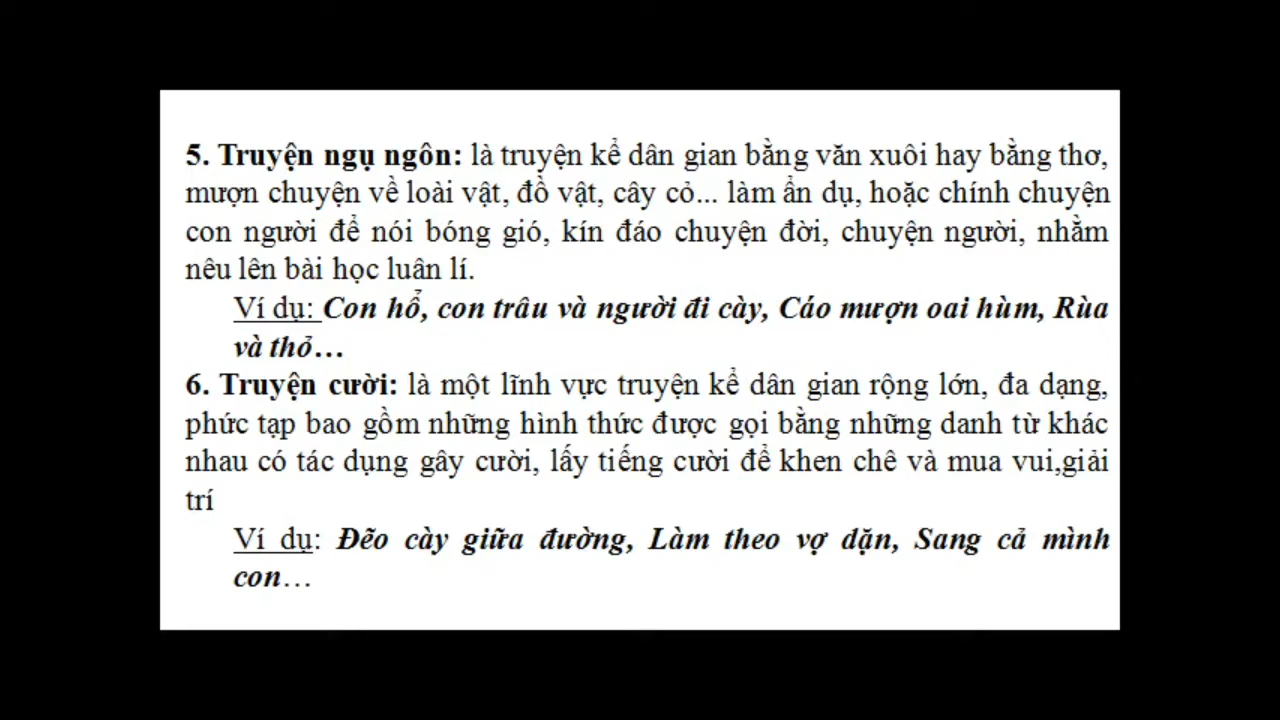 5. Truyện ngụ ngôn: là truyện kể dân gian bằng văn xuôi hay bằng thơ,
mượn chuyện về loài vật, đồ vật, cây cỏ... làm ẩn dụ, hoặc chính chuyện
con người để nói bóng gió, kín đáo chuyện đời, chuyện người, nhằm
nêu lên bài học luân lí.
Ví dụ: Con hổ, con trâu và người đi cày, Cáo mượn oai hùm, Rùa
và thỏ…
6. Truyện cười: là một lĩnh vực truyện kể dân gian rộng lớn, đa dạng,
phức tạp bao gồm những hình thức được gọi bằng những danh từ khác
nhau có tác dụng gây cười, lấy tiếng cười để khen chê và mua vui,giải
trí
Ví dụ: Đẽo cày giữa đường, Làm theo vợ dặn, Sang cả mình
con…